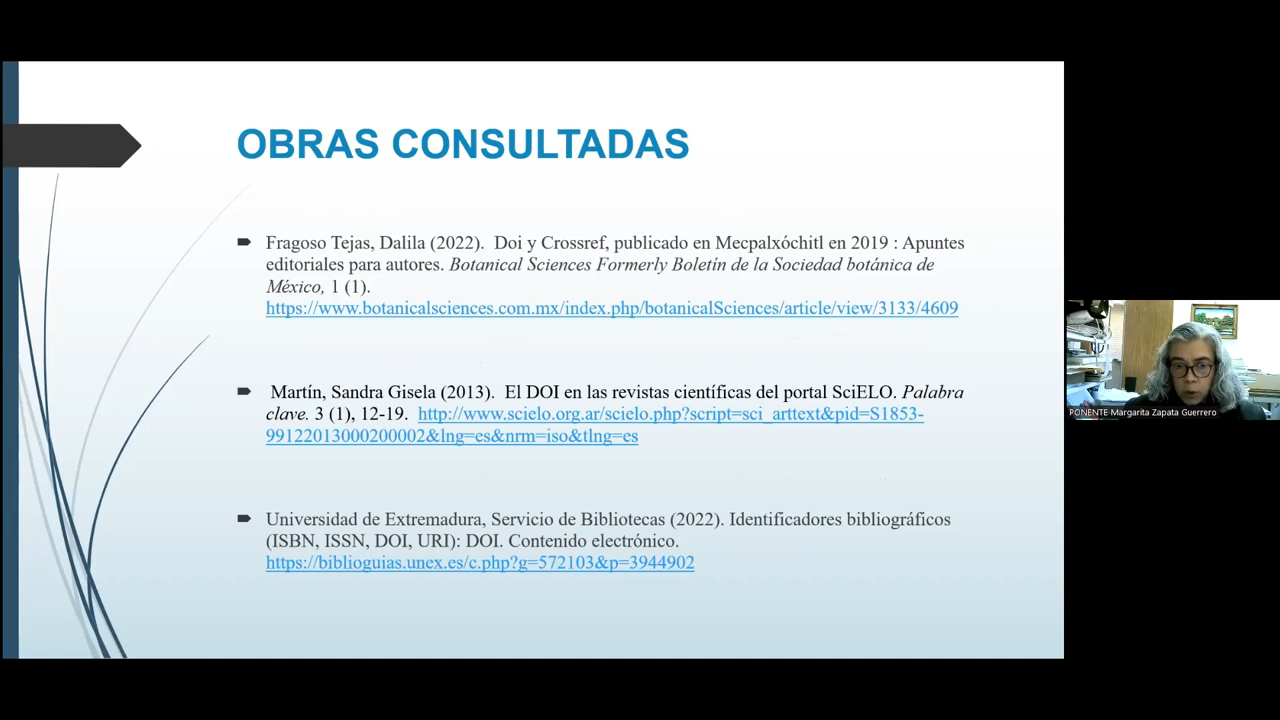 OBRAS CONSULTADAS
Fragoso Tejas, Dalila (2022).  Doi y Crossref, publicado en Mecpalxóchitl en 2019 : Apuntes
editoriales para autores. Botanical Sciences Formerly Boletín de la Sociedad botánica de
México, 1 (1).
https://www.botanicalsciences.com.mx/index.php/botanicalSciences/article/view/3133/4609
Martín, Sandra Gisela (2013).  El DOI en las revistas científicas del portal SciELO. Palabra
clave. 3 (1), 12-19.  http://www.scielo.org.ar/scielo.php?script=sci_arttext&pid=S1853-
99122013000200002&lng=es&nrm=iso&tlng=es
Universidad de Extremadura, Servicio de Bibliotecas (2022). Identificadores bibliográficos
(ISBN, ISSN, DOI, URI): DOI. Contenido electrónico.
https://biblioguias.unex.es/c.php?g=572103&p=3944902
PONENTE Margarita Zapata Guerrero